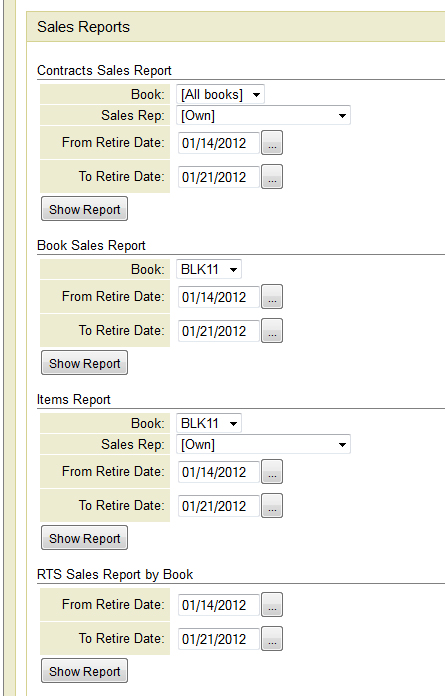 Sales Reports
Contracts Sales Report
Book: [All books]
Sales Rep: [Own]
From Retire Date: 01/14/2012 ...
To Retire Date: 01/21/2012 ...
Show Report
Book Sales Report
Book: BLK11
From Retire Date: 01/14/2012 ...
To Retire Date: 01/21/2012 ...
Show Report
Items Report
Book: BLK11
Sales Rep: [Own]
From Retire Date: 01/14/2012 ...
To Retire Date: 01/21/2012 ...
Show Report
RTS Sales Report by Book
From Retire Date: 01/14/2012 ...
To Retire Date: 01/21/2012 ...
Show Report